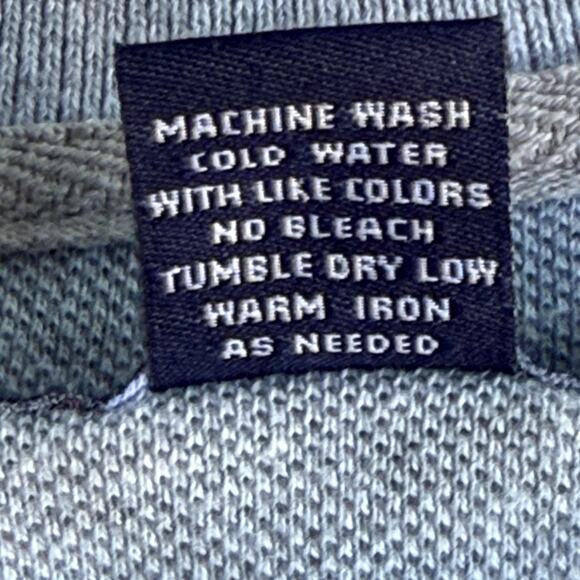 MACHINE WASH
COLD WATER
WITH LIKE COLORS
NO BLEACH
TUMBLE DRY LOW
WARM IRON
AS NEEDED